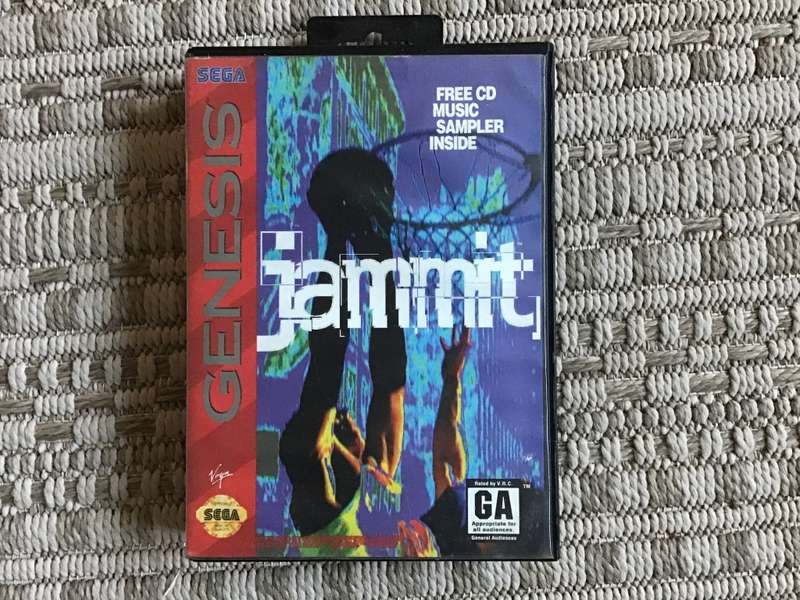 SEGA
GENESIS
FREE CD
MUSIC
SAMPLER
INSIDE
jammit
Virgin
SEGA
Rated by V.R.C.
GA
TM
Appropriate for
all audiences.
General Audiences